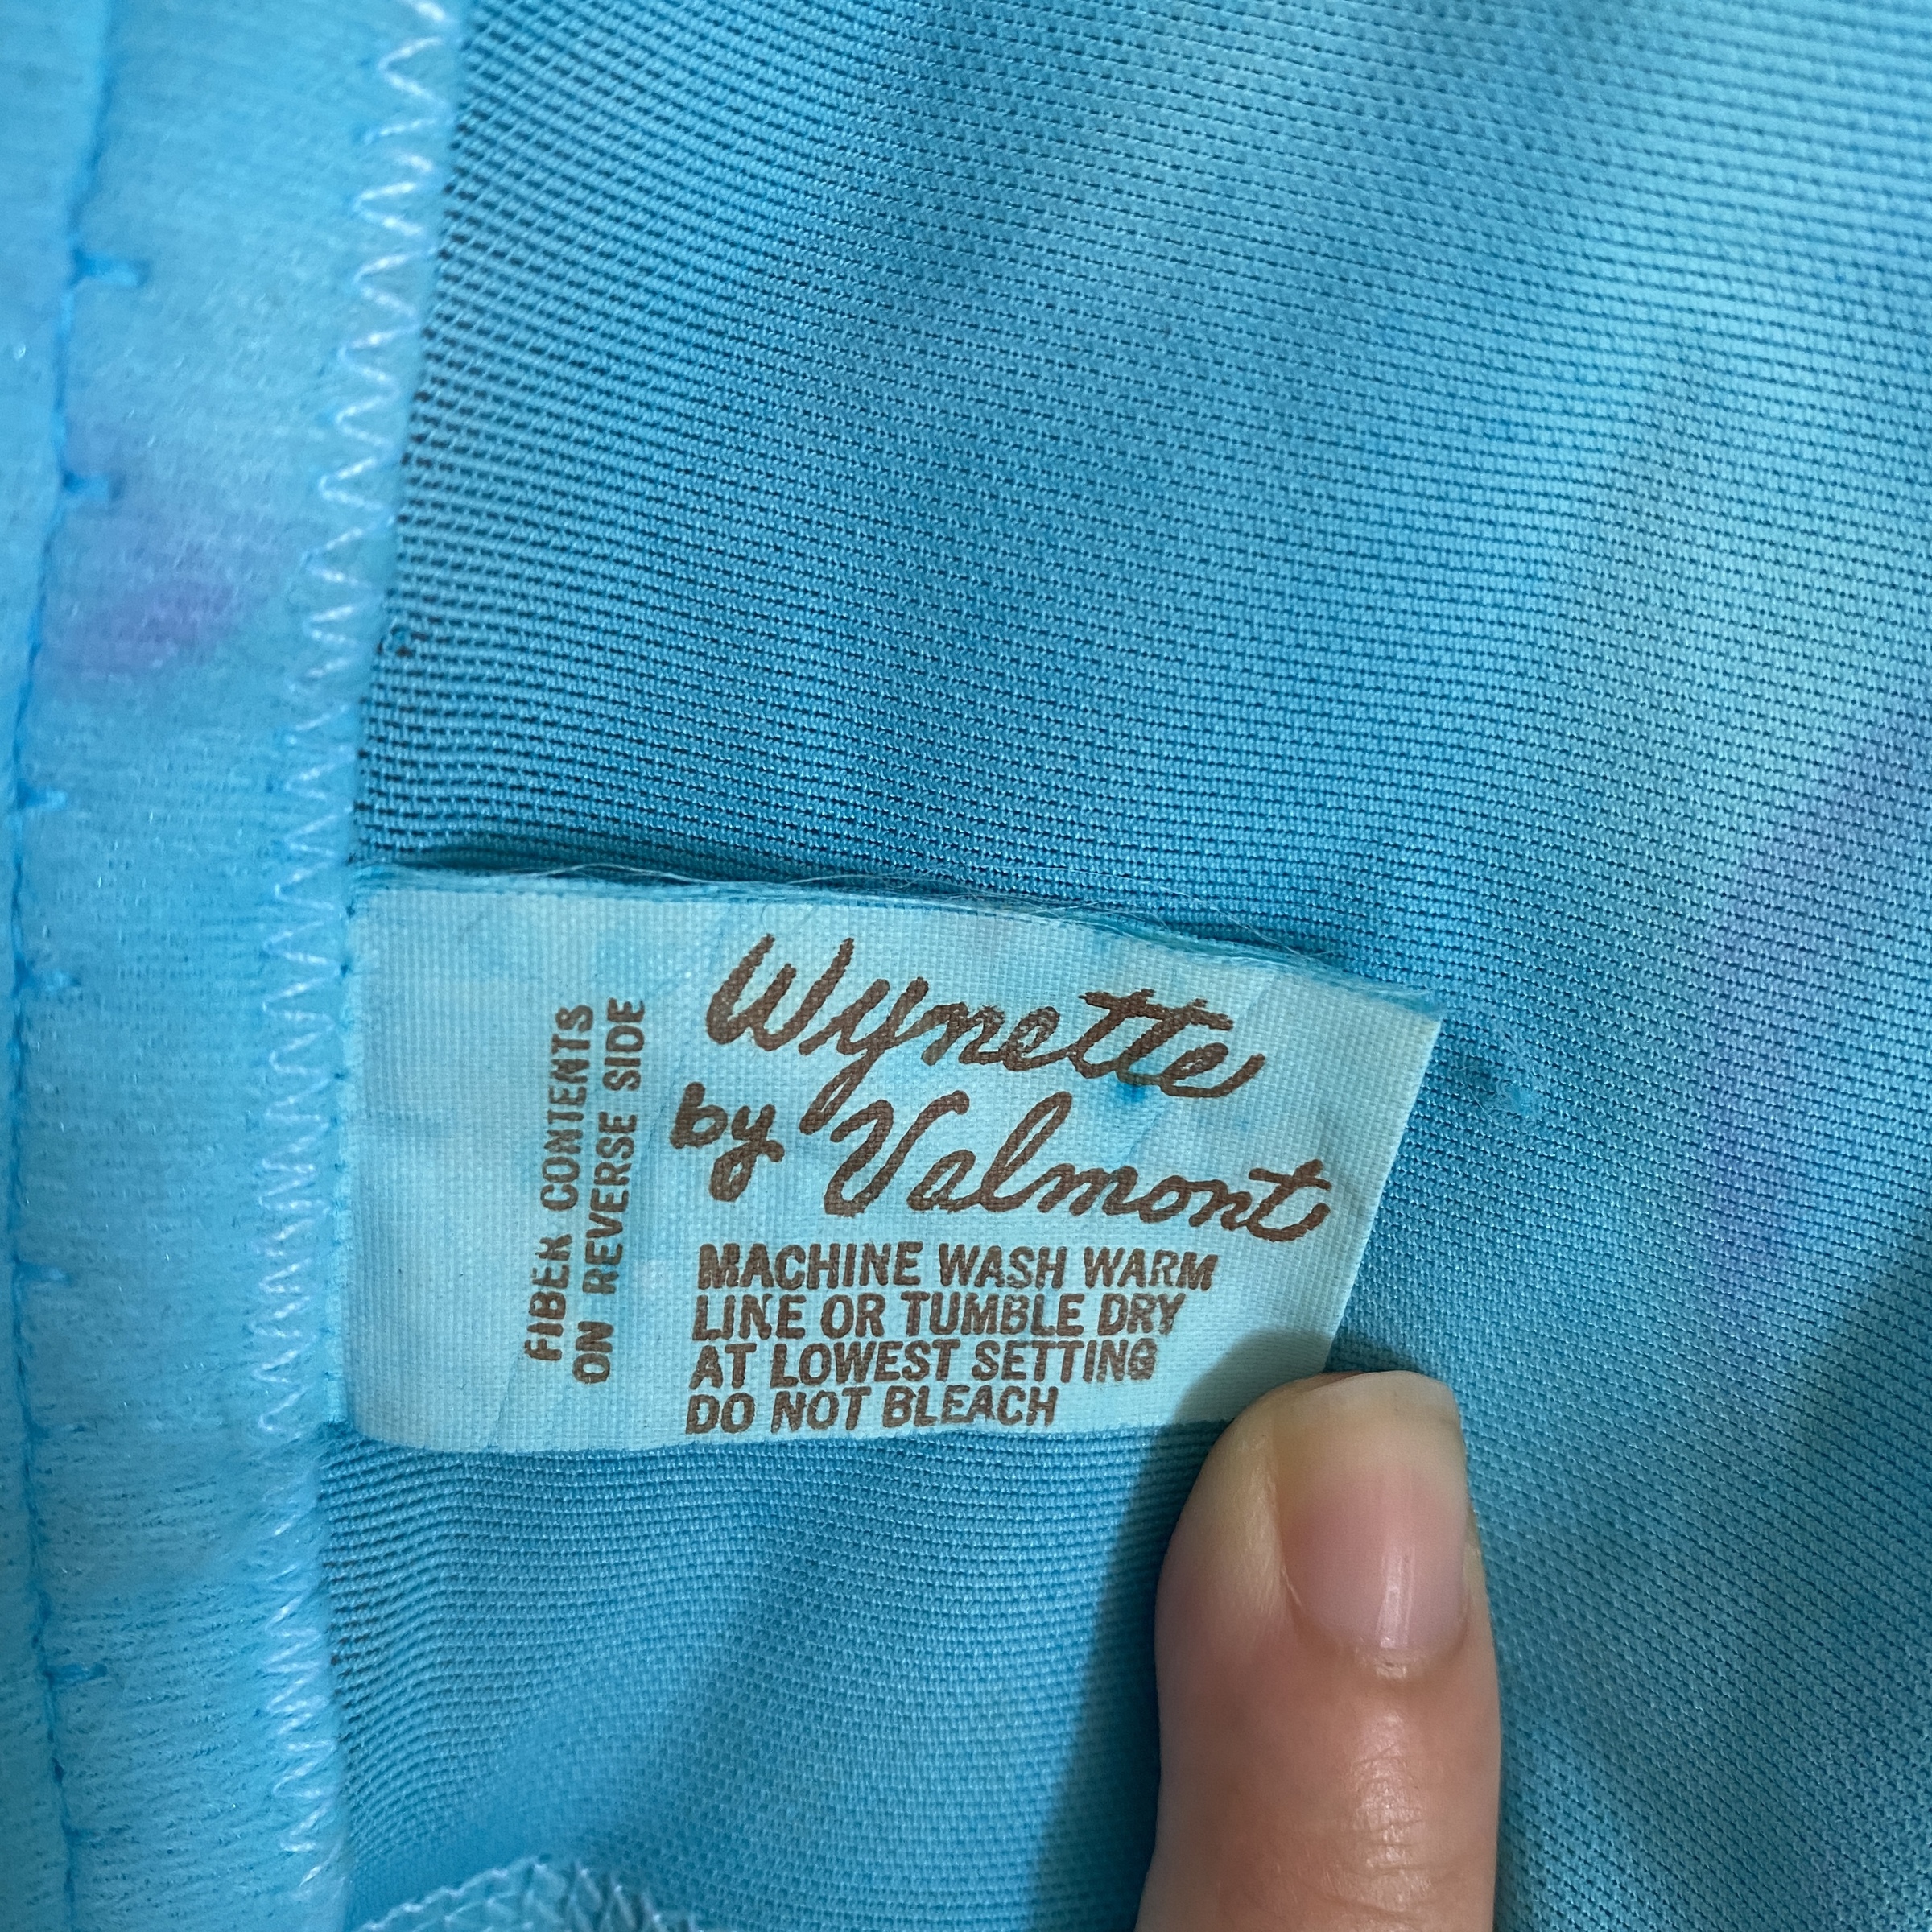 FIBER CONTENTS
ON REVERSE SIDE
Wynette
by Valmont
MACHINE WASH WARM
LINE OR TUMBLE DRY
AT LOWEST SETTING
DO NOT BLEACH